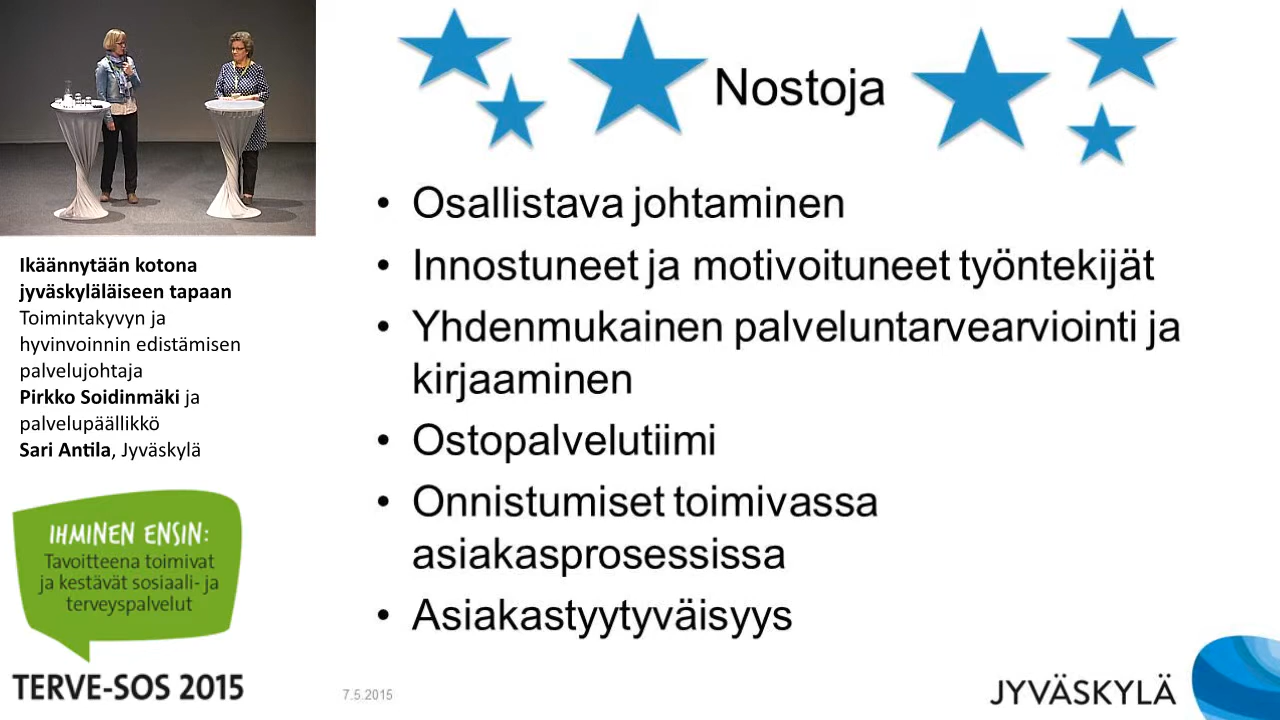 Nostoja
• Osallistava johtaminen
• Innostuneet ja motivoituneet työntekijät
• Yhdenmukainen palveluntarvearviointi ja
kirjaaminen
• Ostopalvelutiimi
• Onnistumiset toimivassa
asiakasprosessissa
• Asiakastyytyväisyys
7.5.2015
JYVÄSKYLÄ
Ikäännytään kotona
jyväskyläläiseen tapaan
Toimintakyvyn ja
hyvinvoinnin edistämisen
palvelujohtaja
Pirkko Soidinmäki ja
palvelupäällikkö
Sari Antila, Jyväskylä
IHMINEN ENSIN:
Tavoitteena toimivat
ja kestävät sosiaali- ja
terveyspalvelut
TERVE-SOS 2015